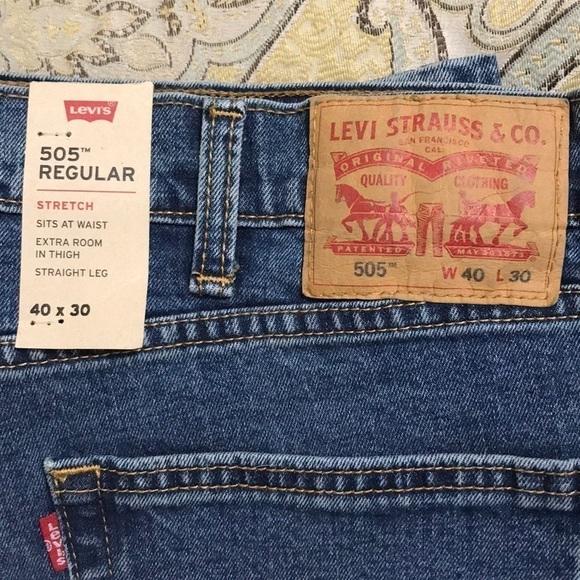 LEVI'S
505™
REGULAR
STRETCH
SITS AT WAIST
EXTRA ROOM
IN THIGH
STRAIGHT LEG
40 x 30
LEVI STRAUSS & CO.
SAN FRANCISCO
CAL
ORIGINAL RIVETED
QUALITY CLOTHING
PATENTED MAY 20 1873
505™ W 40 L 30
LEVI'S